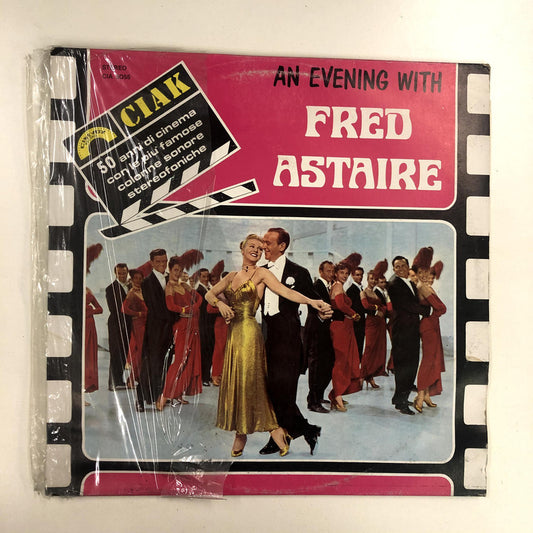 STEREO
CIAK
50 anni di cinema
con le più famose
colonne sonore
stereofoniche
AN EVENING WITH
FRED
ASTAIRE